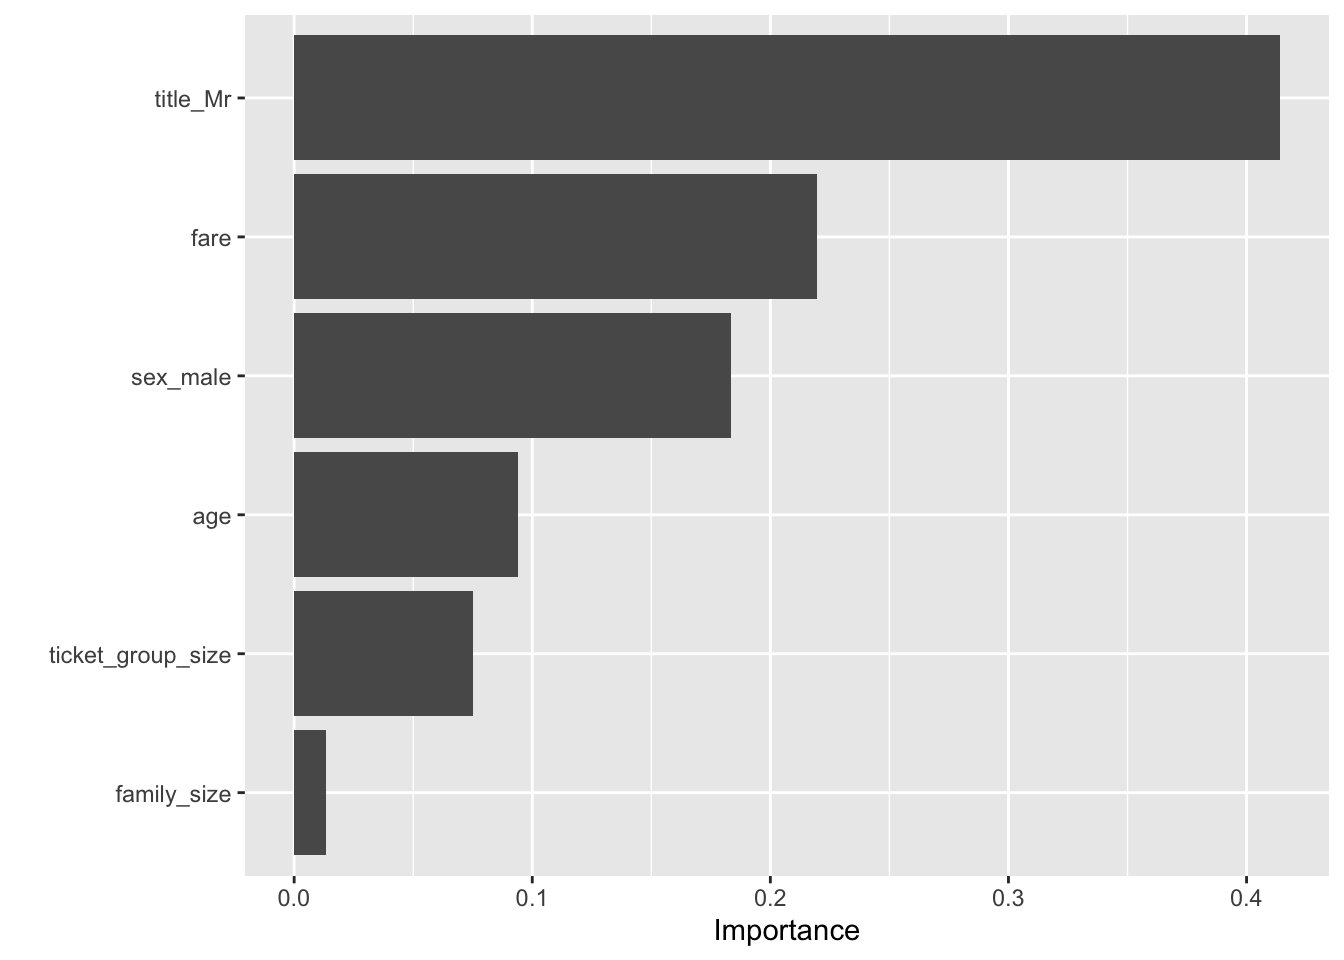 title_Mr
fare
sex_male
age
ticket_group_size
family_size
0.0 0.1 0.2 0.3 0.4
Importance